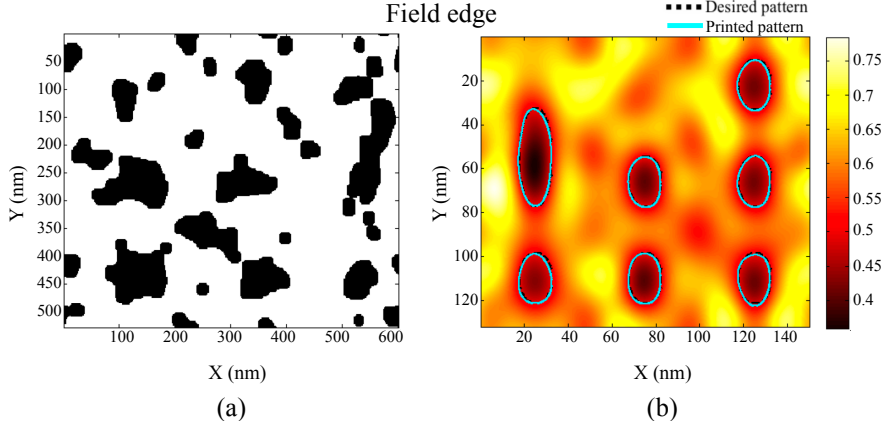 Field edge
Desired pattern
Printed pattern
50
100
150
200
250
300
350
400
450
500
Y (nm)
100 200 300 400 500 600
X (nm)
(a)
20
40
60
80
100
120
Y (nm)
20 40 60 80 100 120 140
X (nm)
(b)
0.75
0.7
0.65
0.6
0.55
0.5
0.45
0.4